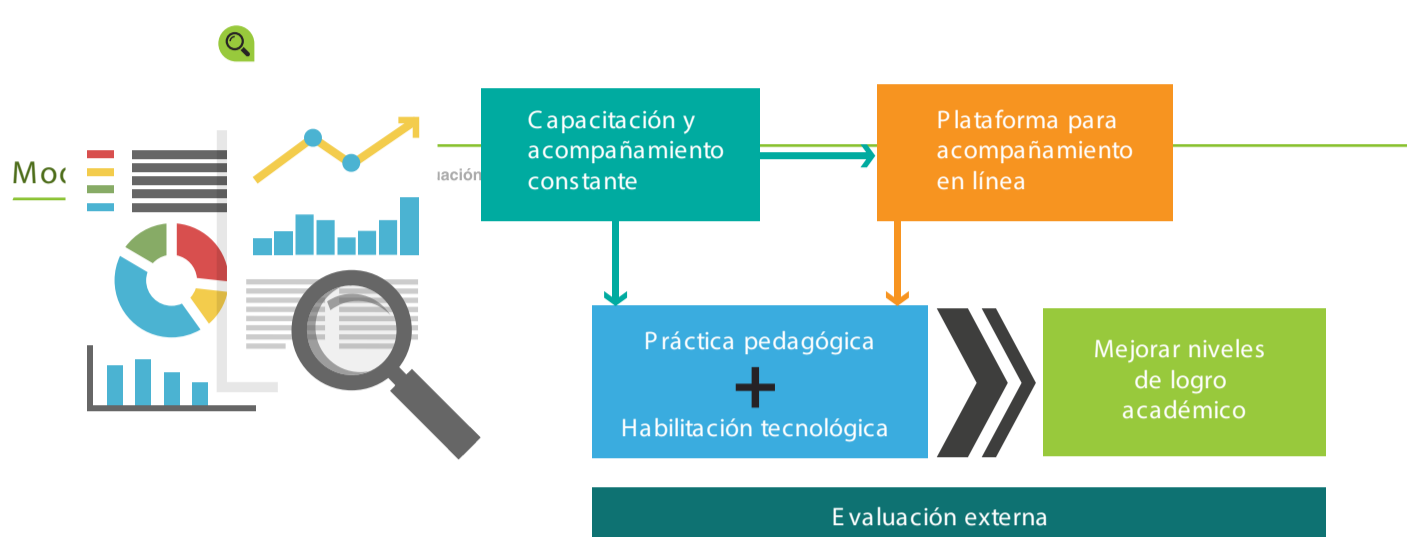 Capacitación y
acompañamiento
constante
Plataforma para
acompañamiento
en línea
Práctica pedagógica
+
Habilitación tecnológica
Mejorar niveles
de logro
académico
Evaluación externa